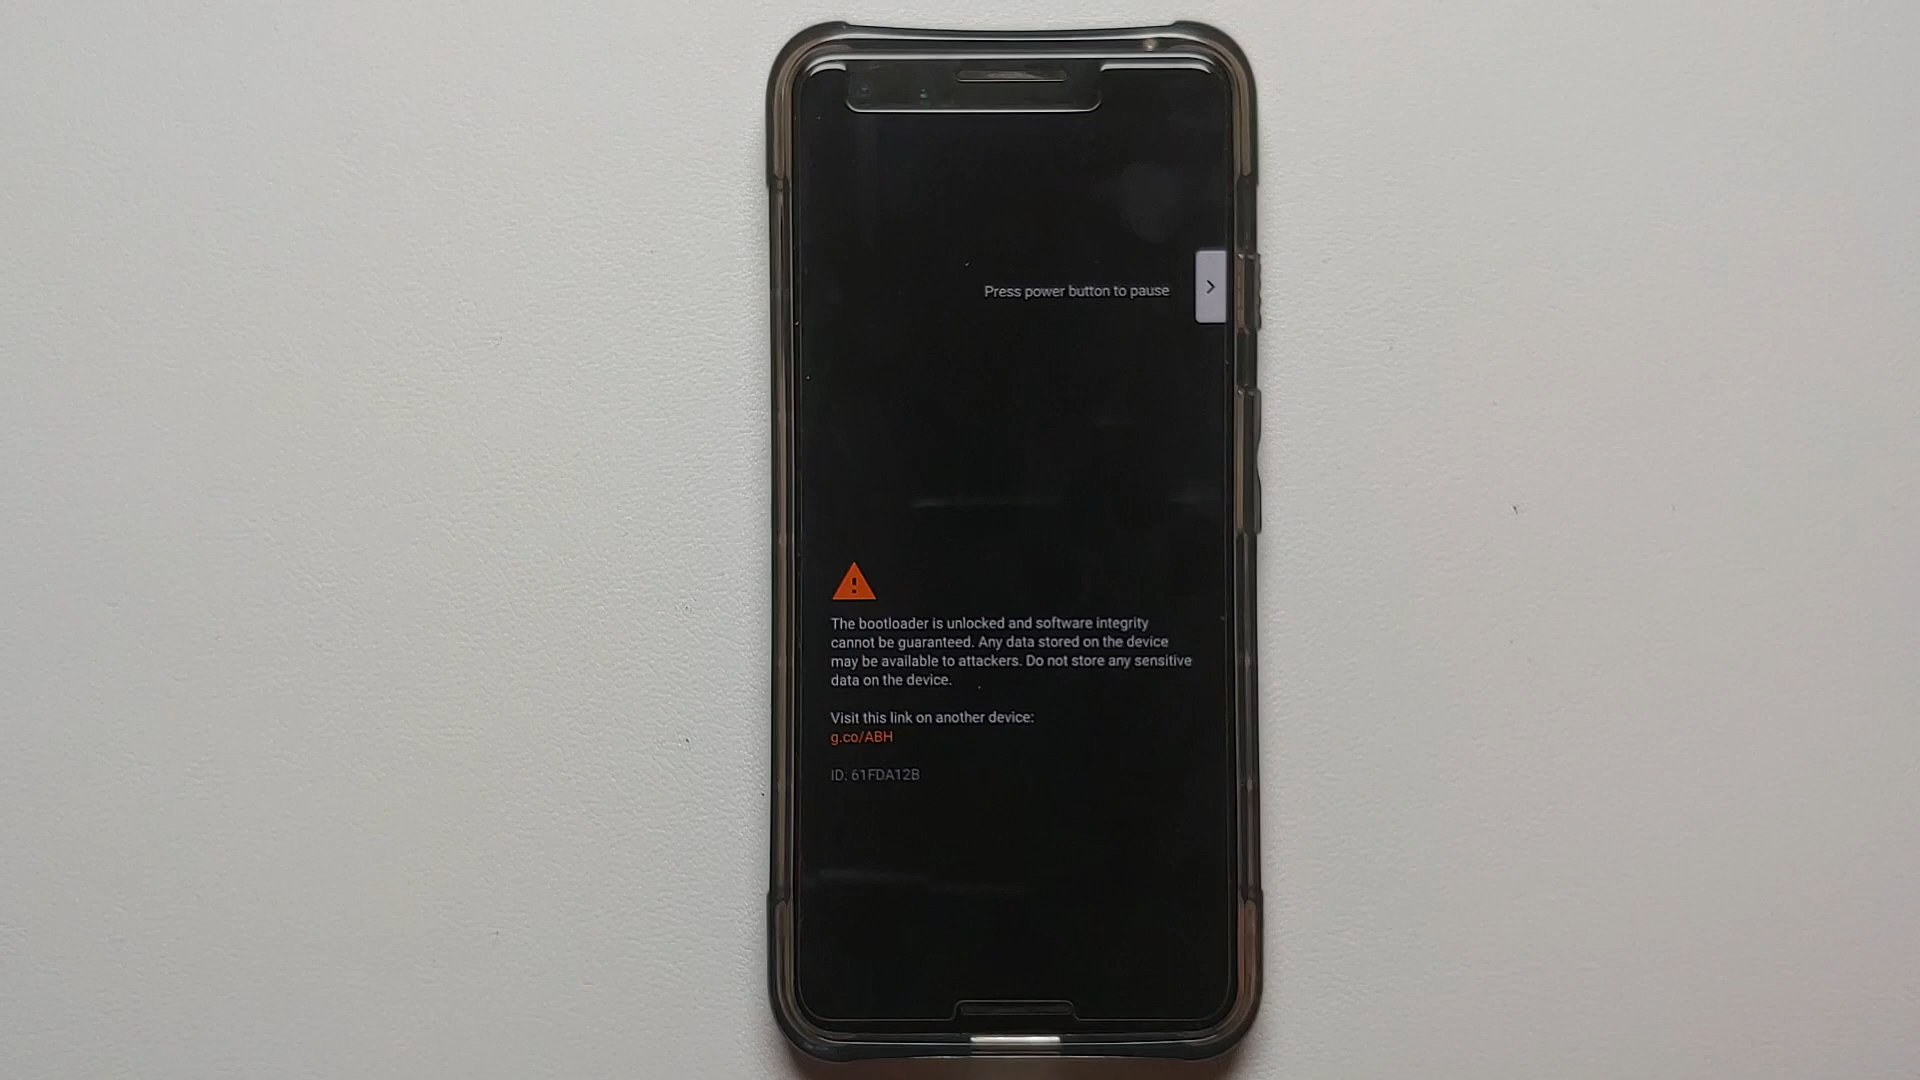 Press power button to pause
The bootloader is unlocked and software integrity
cannot be guaranteed. Any data stored on the device
may be available to attackers. Do not store any sensitive
data on the device.
Visit this link on another device:
g.co/ABH
ID: 61FDA12B